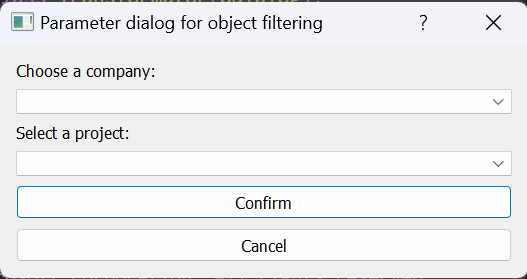 Parameter dialog for object filtering
?
Choose a company:
Select a project:
Confirm
Cancel